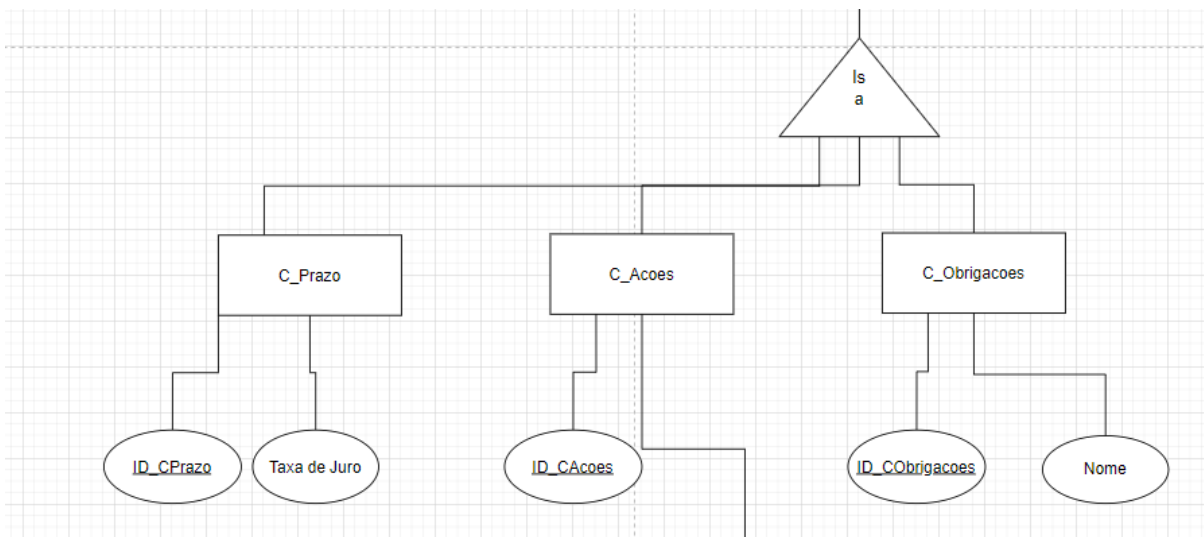 Is
a
C_Prazo
C_Acoes
C_Obrigacoes
ID_CPrazo
Taxa de Juro
ID_CAcoes
ID_CObrigacoes
Nome